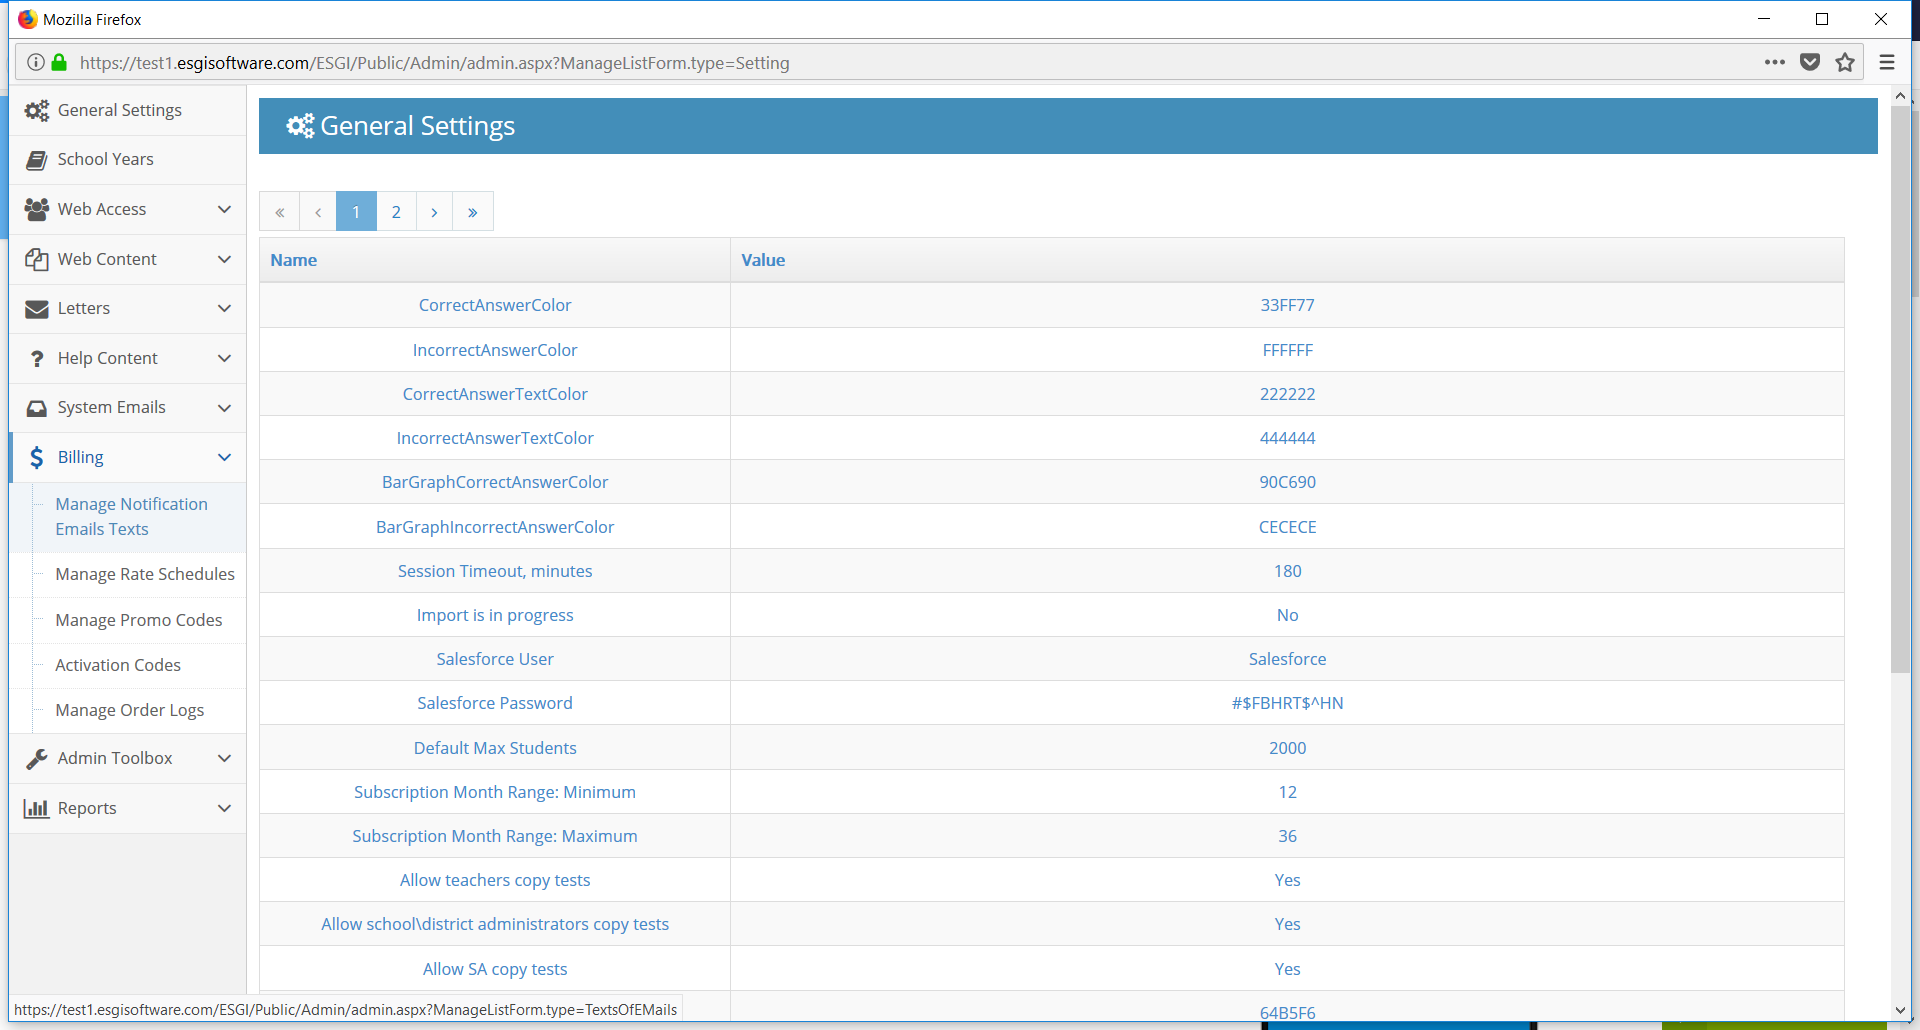 Mozilla Firefox
https://test1.esgisoftware.com/ESGI/Public/Admin/admin.aspx?ManageListForm.type=Setting
General Settings
School Years
Web Access
Web Content
Letters
Help Content
System Emails
Billing
Manage Notification
Emails Texts
Manage Rate Schedules
Manage Promo Codes
Activation Codes
Manage Order Logs
Admin Toolbox
Reports
General Settings
« ‹ 1 2 › »
Name Value
CorrectAnswerColor 33FF77
IncorrectAnswerColor FFFFFF
CorrectAnswerTextColor 222222
IncorrectAnswerTextColor 444444
BarGraphCorrectAnswerColor 90C690
BarGraphIncorrectAnswerColor CECECE
Session Timeout, minutes 180
Import is in progress No
Salesforce User Salesforce
Salesforce Password #$FBHRT$^HN
Default Max Students 2000
Subscription Month Range: Minimum 12
Subscription Month Range: Maximum 36
Allow teachers copy tests Yes
Allow school\district administrators copy tests Yes
Allow SA copy tests Yes
64B5F6
https://test1.esgisoftware.com/ESGI/Public/Admin/admin.aspx?ManageListForm.type=TextsOfEMails